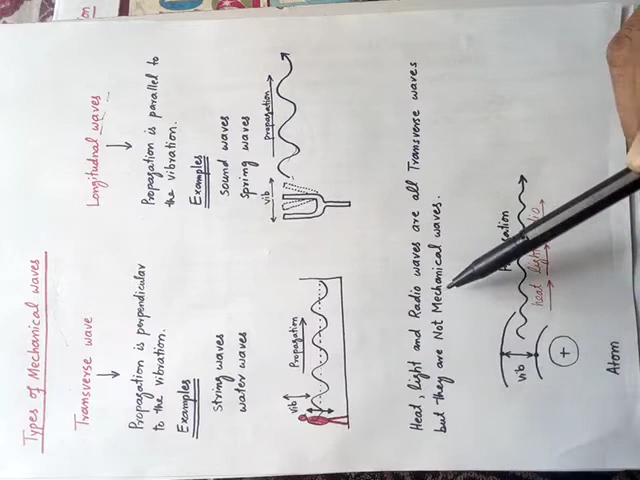 Types of Mechanical Waves
Transverse wave
Propagation is perpendicular
to the vibration.
Examples
String waves
water waves
vib
Propagation
Longitudnal waves
Propagation is parallel to
the vibration.
Examples
Sound waves
Spring waves
vib
Propagation
Heat, light and Radio waves are all Transverse waves
but they are Not Mechanical waves.
vib
heat
Atom
+